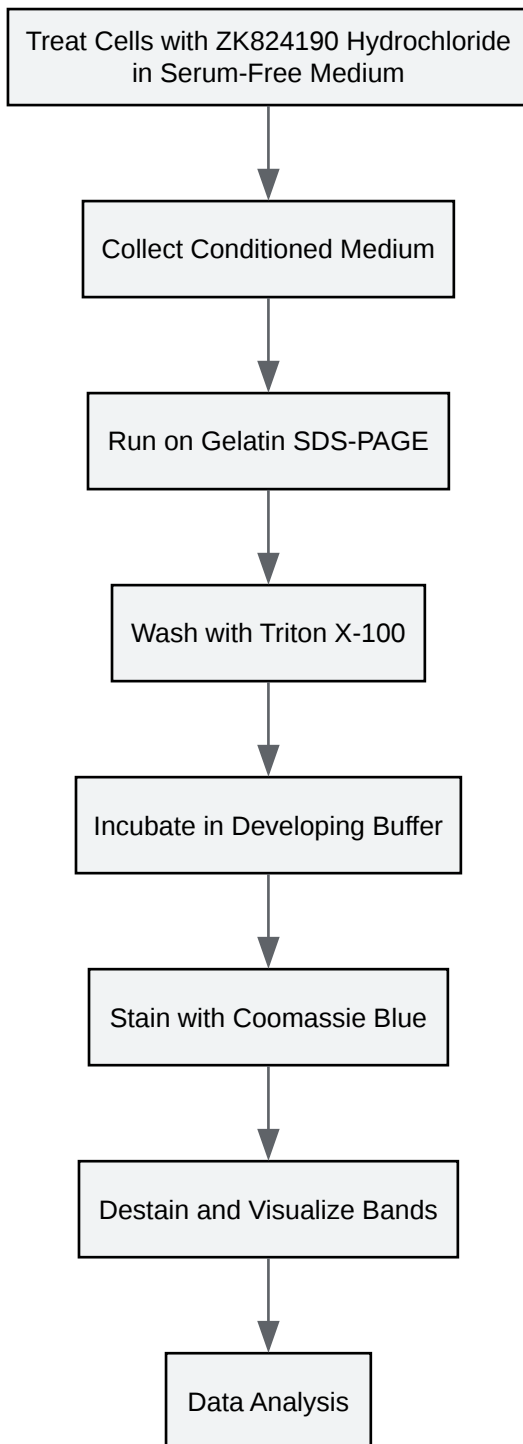 Treat Cells with ZK824190 Hydrochloride
in Serum-Free Medium
Collect Conditioned Medium
Run on Gelatin SDS-PAGE
Wash with Triton X-100
Incubate in Developing Buffer
Stain with Coomassie Blue
Destain and Visualize Bands
Data Analysis